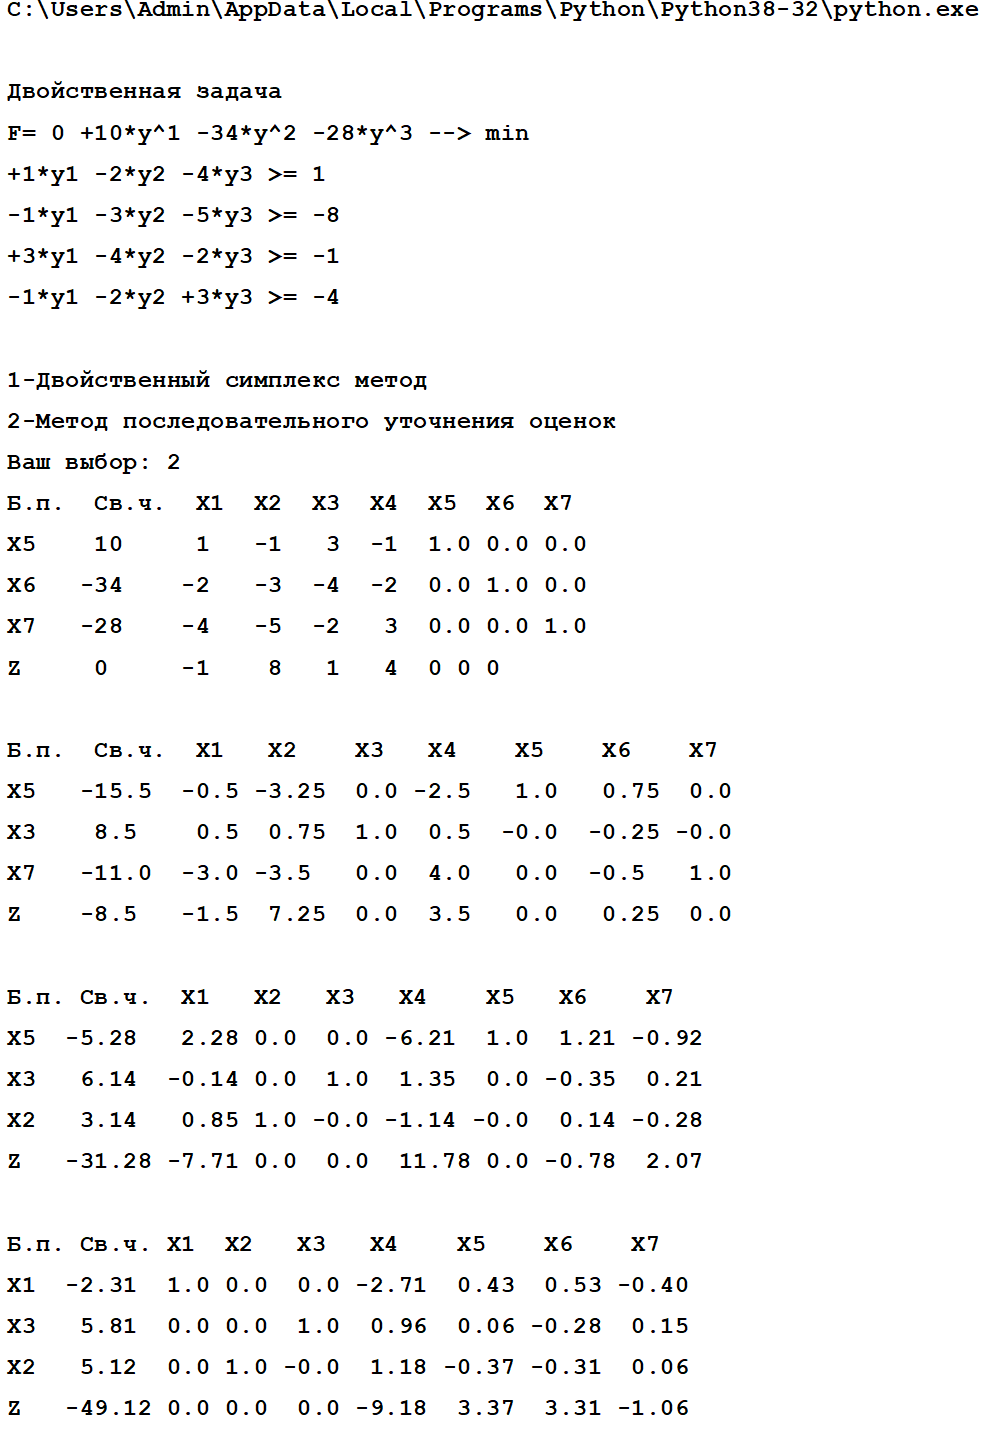 C:\Users\Admin\AppData\Local\Programs\Python\Python38-32\python.exe
Двойственная задача
F= 0 +10*y^1 -34*y^2 -28*y^3 --> min
+1*y1 -2*y2 -4*y3 >= 1
-1*y1 -3*y2 -5*y3 >= -8
+3*y1 -4*y2 -2*y3 >= -1
-1*y1 -2*y2 +3*y3 >= -4
1-Двойственный симплекс метод
2-Метод последовательного уточнения оценок
Ваш выбор: 2
Б.п. Св.ч. X1 X2 X3 X4 X5 X6 X7
X5 10 1 -1 3 -1 1.0 0.0 0.0
X6 -34 -2 -3 -4 -2 0.0 1.0 0.0
X7 -28 -4 -5 -2 3 0.0 0.0 1.0
Z 0 -1 8 1 4 0 0 0
Б.п. Св.ч. X1 X2 X3 X4 X5 X6 X7
X5 -15.5 -0.5 -3.25 0.0 -2.5 1.0 0.75 0.0
X3 8.5 0.5 0.75 1.0 0.5 -0.0 -0.25 -0.0
X7 -11.0 -3.0 -3.5 0.0 4.0 0.0 -0.5 1.0
Z -8.5 -1.5 7.25 0.0 3.5 0.0 0.25 0.0
Б.п. Св.ч. X1 X2 X3 X4 X5 X6 X7
X5 -5.28 2.28 0.0 0.0 -6.21 1.0 1.21 -0.92
X3 6.14 -0.14 0.0 1.0 1.35 0.0 -0.35 0.21
X2 3.14 0.85 1.0 -0.0 -1.14 -0.0 0.14 -0.28
Z -31.28 -7.71 0.0 0.0 11.78 0.0 -0.78 2.07
Б.п. Св.ч. X1 X2 X3 X4 X5 X6 X7
X1 -2.31 1.0 0.0 0.0 -2.71 0.43 0.53 -0.40
X3 5.81 0.0 0.0 1.0 0.96 0.06 -0.28 0.15
X2 5.12 0.0 1.0 -0.0 1.18 -0.37 -0.31 0.06
Z -49.12 0.0 0.0 0.0 -9.18 3.37 3.31 -1.06